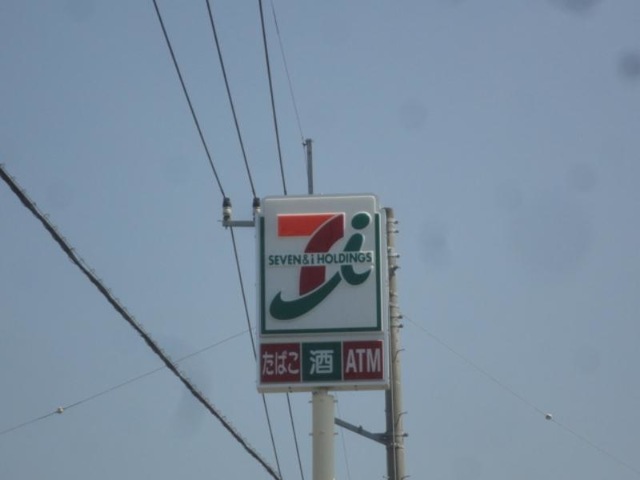 SEVEN&i HOLDINGS
たばこ 酒 ATM